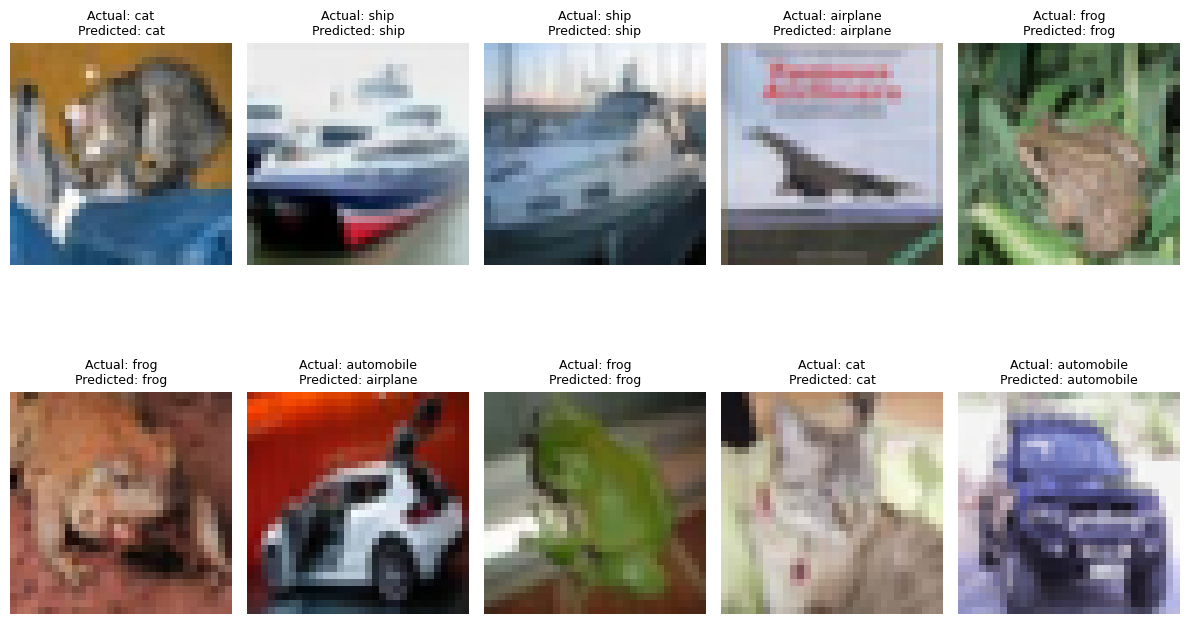 Actual: cat
Predicted: cat
Actual: ship
Predicted: ship
Actual: ship
Predicted: ship
Actual: airplane
Predicted: airplane
Actual: frog
Predicted: frog
Actual: frog
Predicted: frog
Actual: automobile
Predicted: airplane
Actual: frog
Predicted: frog
Actual: cat
Predicted: cat
Actual: automobile
Predicted: automobile